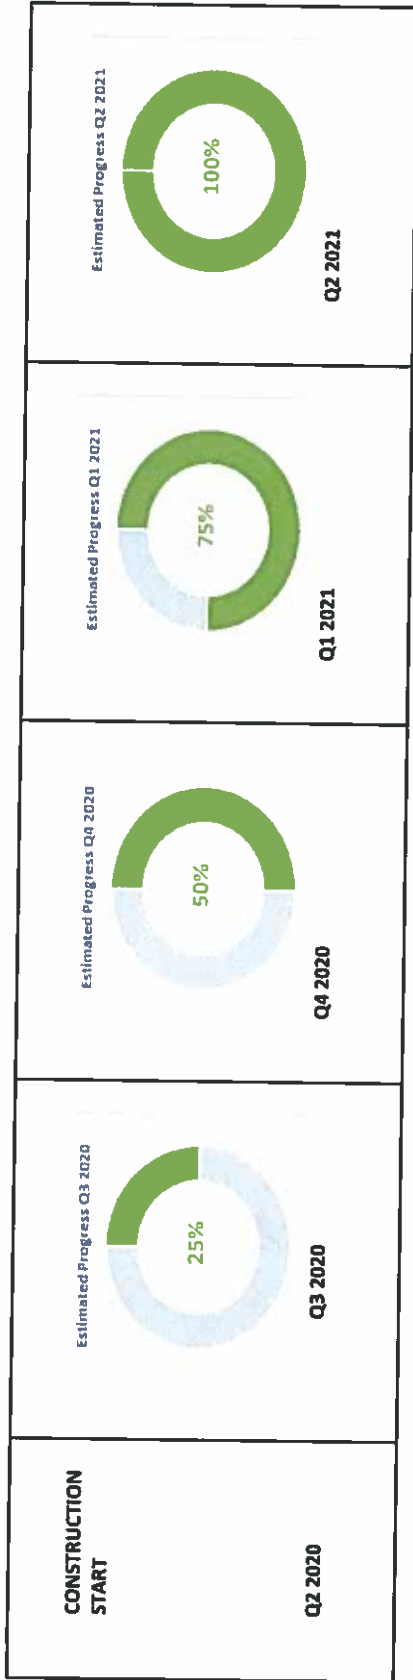 CONSTRUCTION
START
Q2 2020
Estimated Progress Q3 2020
25%
Q3 2020
Estimated Progress Q4 2020
50%
Q4 2020
Estimated Progress Q1 2021
75%
Q1 2021
Estimated Progress Q2 2021
100%
Q2 2021